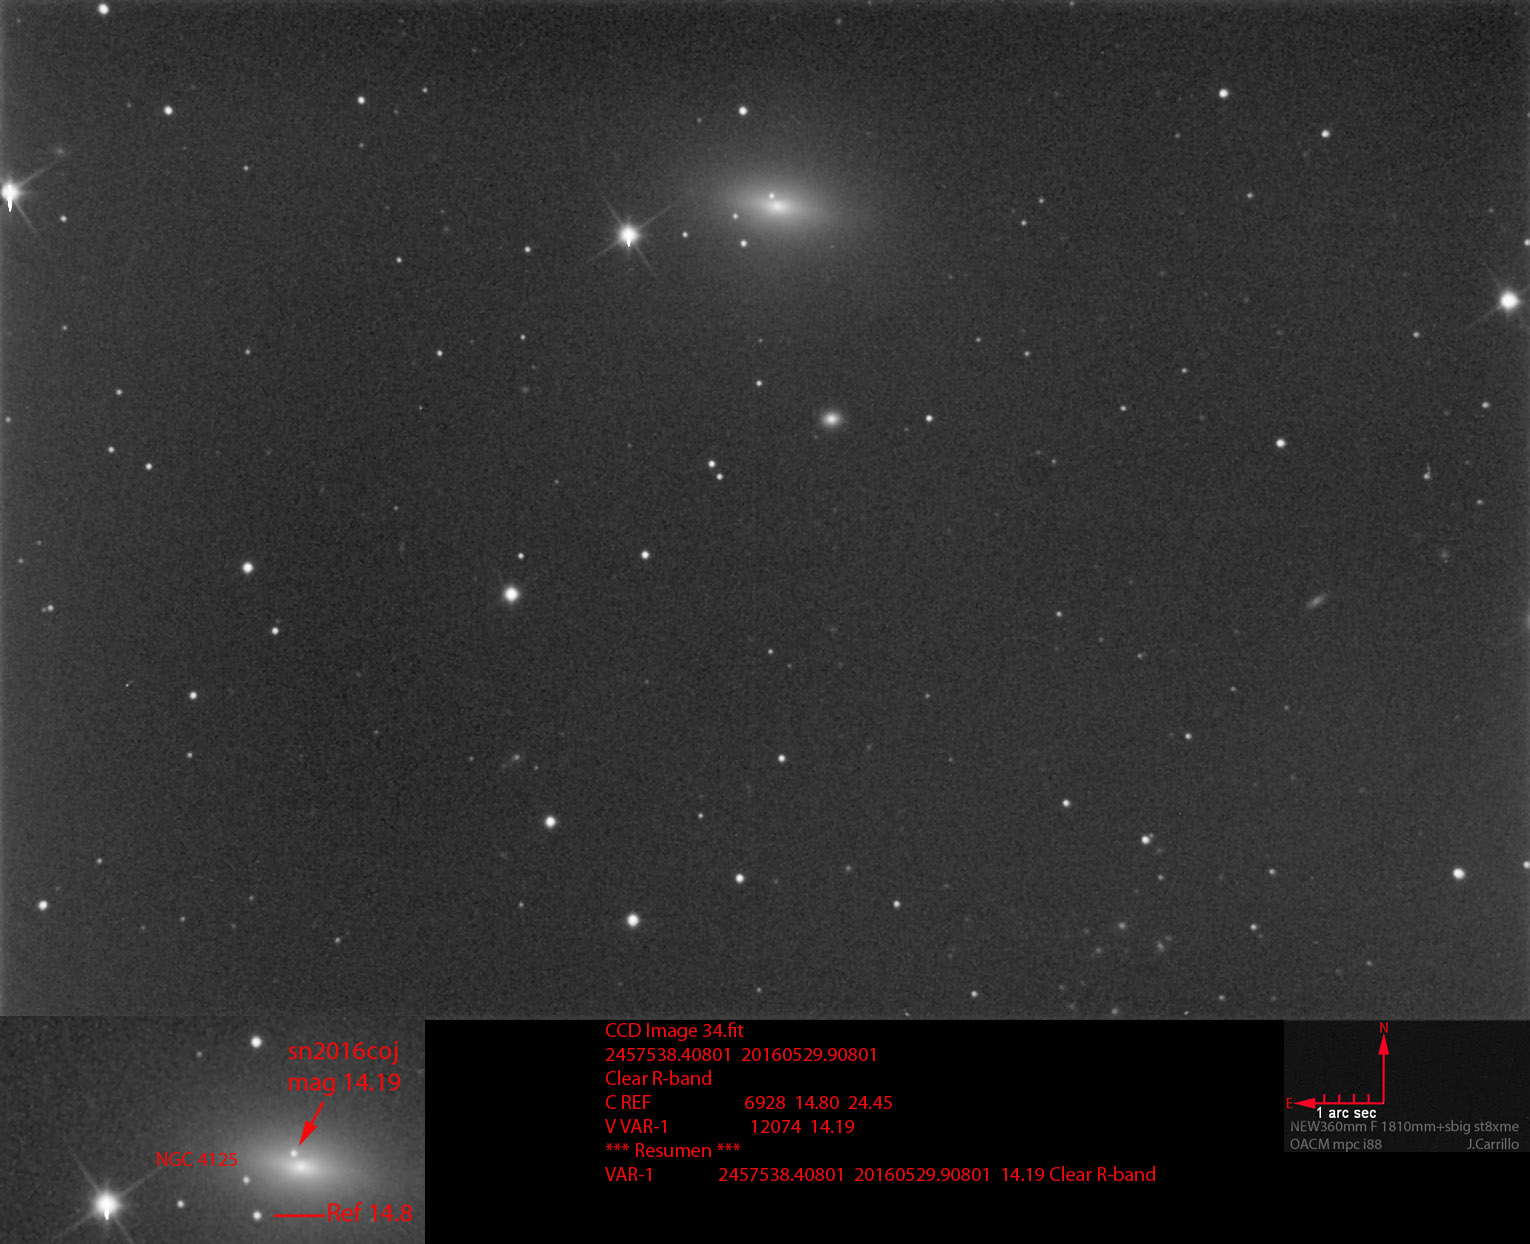 sn2016coj
mag 14.19
NGC 4125
Ref 14.8
CCD Image 34.fit
2457538.40801 20160529.90801
Clear R-band
C REF 6928 14.80 24.45
V VAR-1 12074 14.19
*** Resumen ***
VAR-1 2457538.40801 20160529.90801 14.19 Clear R-band
N
E
1 arc sec
NEW360mm F 1810mm+sbig st8xme
OACM mpc i88 J.Carrillo